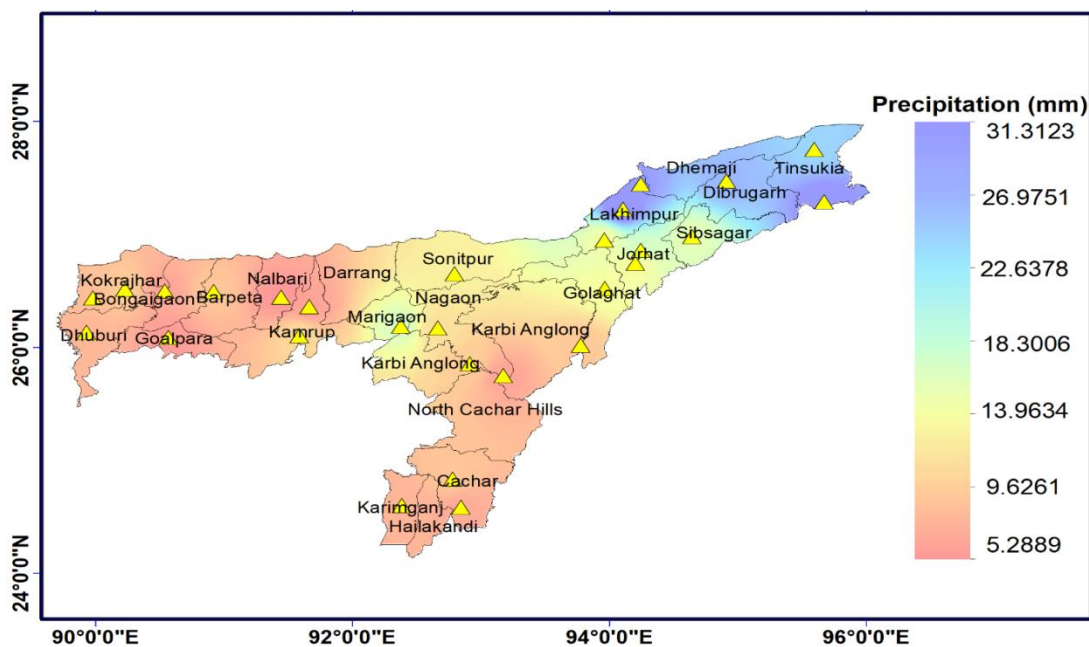 Precipitation (mm)
31.3123
26.9751
22.6378
18.3006
13.9634
9.6261
5.2889
28°0'0"N
26°0'0"N
24°0'0"N
Dhemaji
Tinsukia
Dibrugarh
Lakhimpur
Sibsagar
Jorhat
Sonitpur
Darrang
Kokrajhar
Nalbari
Bongaigaon
Barpeta
Nagaon
Golaghat
Marigaon
Dhuburi
Goalpara
Kamrup
Karbi Anglong
Karbi Anglong
North Cachar Hills
Cachar
Karimganj
Hailakandi
90°0'0"E
92°0'0"E
94°0'0"E
96°0'0"E